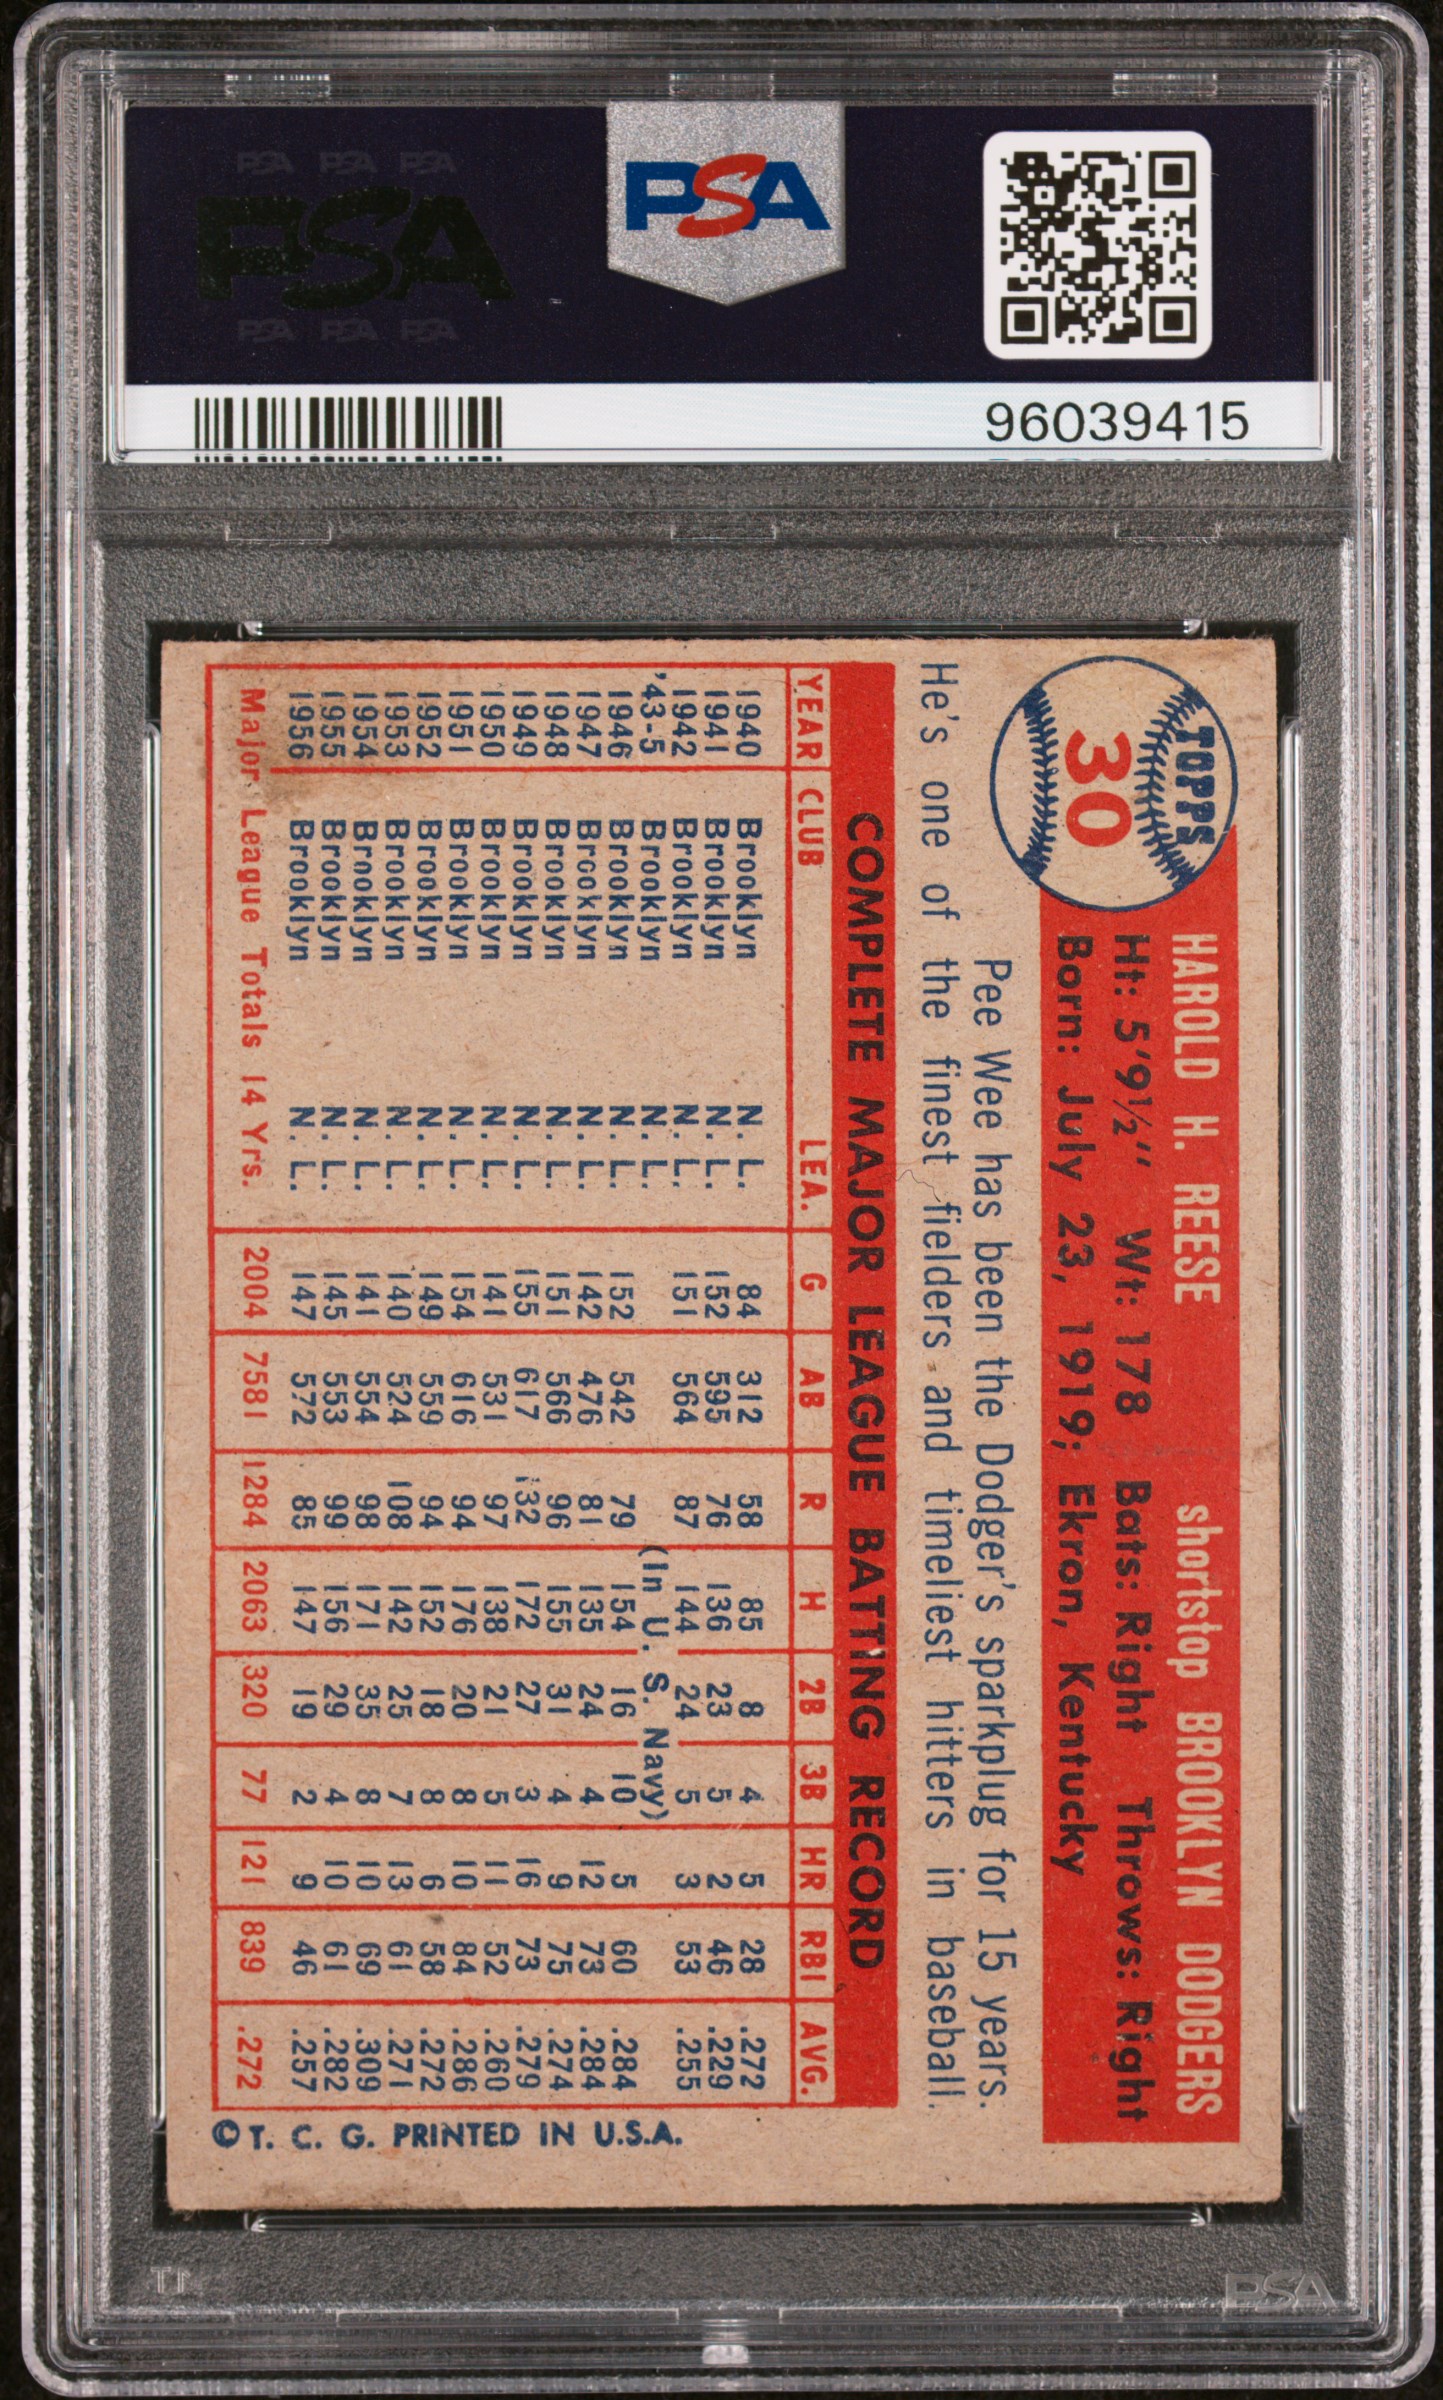 PSA PSA PSA
PSA
PSA PSA PSA
PSA
96039415
TOPPS
30
HAROLD H. REESE shortstop BROOKLYN DODGERS
Ht: 5'9½" Wt: 178 Bats: Right Throws: Right
Born: July 23, 1919; Ekron, Kentucky
Pee Wee has been the Dodger's sparkplug for 15 years.
He's one of the finest fielders and timeliest hitters in baseball.
COMPLETE MAJOR LEAGUE BATTING RECORD
YEAR CLUB LEA. G AB R H 2B 3B HR RBI AVG.
1940 Brooklyn N. L. 84 312 58 85 8 4 5 28 .272
1941 Brooklyn N. L. 152 595 76 136 23 5 2 46 .229
1942 Brooklyn N. L. 151 564 87 144 24 5 3 53 .255
'43-5 Brooklyn N. L. (In U. S. Navy)
1946 Brooklyn N. L. 152 542 79 154 16 10 5 60 .284
1947 Brooklyn N. L. 142 476 81 135 24 4 12 73 .284
1948 Brooklyn N. L. 151 566 96 155 31 4 9 75 .274
1949 Brooklyn N. L. 155 617 132 172 27 3 16 73 .279
1950 Brooklyn N. L. 141 531 97 138 21 5 11 52 .260
1951 Brooklyn N. L. 154 616 94 176 20 8 10 84 .286
1952 Brooklyn N. L. 149 559 94 152 18 8 6 58 .272
1953 Brooklyn N. L. 140 524 108 142 25 7 13 61 .271
1954 Brooklyn N. L. 141 554 98 171 35 8 10 69 .309
1955 Brooklyn N. L. 145 553 99 156 29 4 10 61 .282
1956 Brooklyn N. L. 147 572 85 147 19 2 9 46 .257
Major League Totals 14 Yrs. 2004 7581 1284 2063 320 77 121 839 .272
© T. C. G. PRINTED IN U.S.A.
PSA